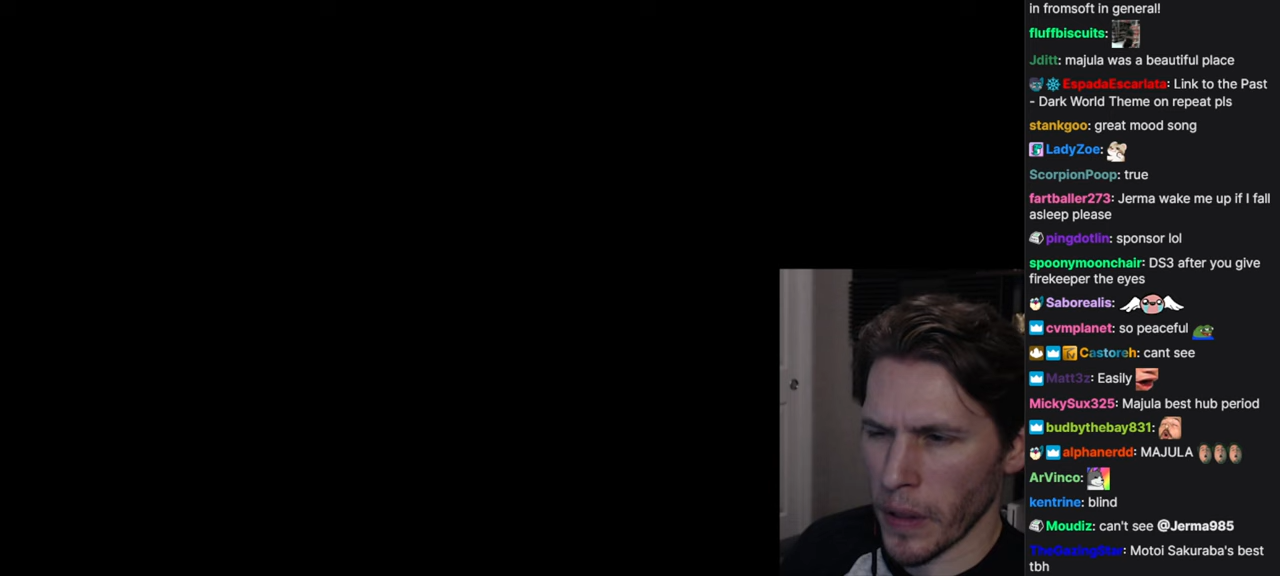 in fromsoft in general!
fluffbiscuits:
Jditt: majula was a beautiful place
EspadaEscarlata: Link to the Past
- Dark World Theme on repeat pls
stankgoo: great mood song
LadyZoe:
ScorpionPoop: true
fartballer273: Jerma wake me up if I fall
asleep please
pingdotlin: sponsor lol
spoonymoonchair: DS3 after you give
firekeeper the eyes
Saborealis:
cvmplanet: so peaceful
Castoreh: cant see
Matt3z: Easily
MickySux325: Majula best hub period
budbythebay831:
alphanerdd: MAJULA
ArVinco:
kentrine: blind
Moudiz: can't see @Jerma985
TheGazingStar: Motoi Sakuraba's best
tbh